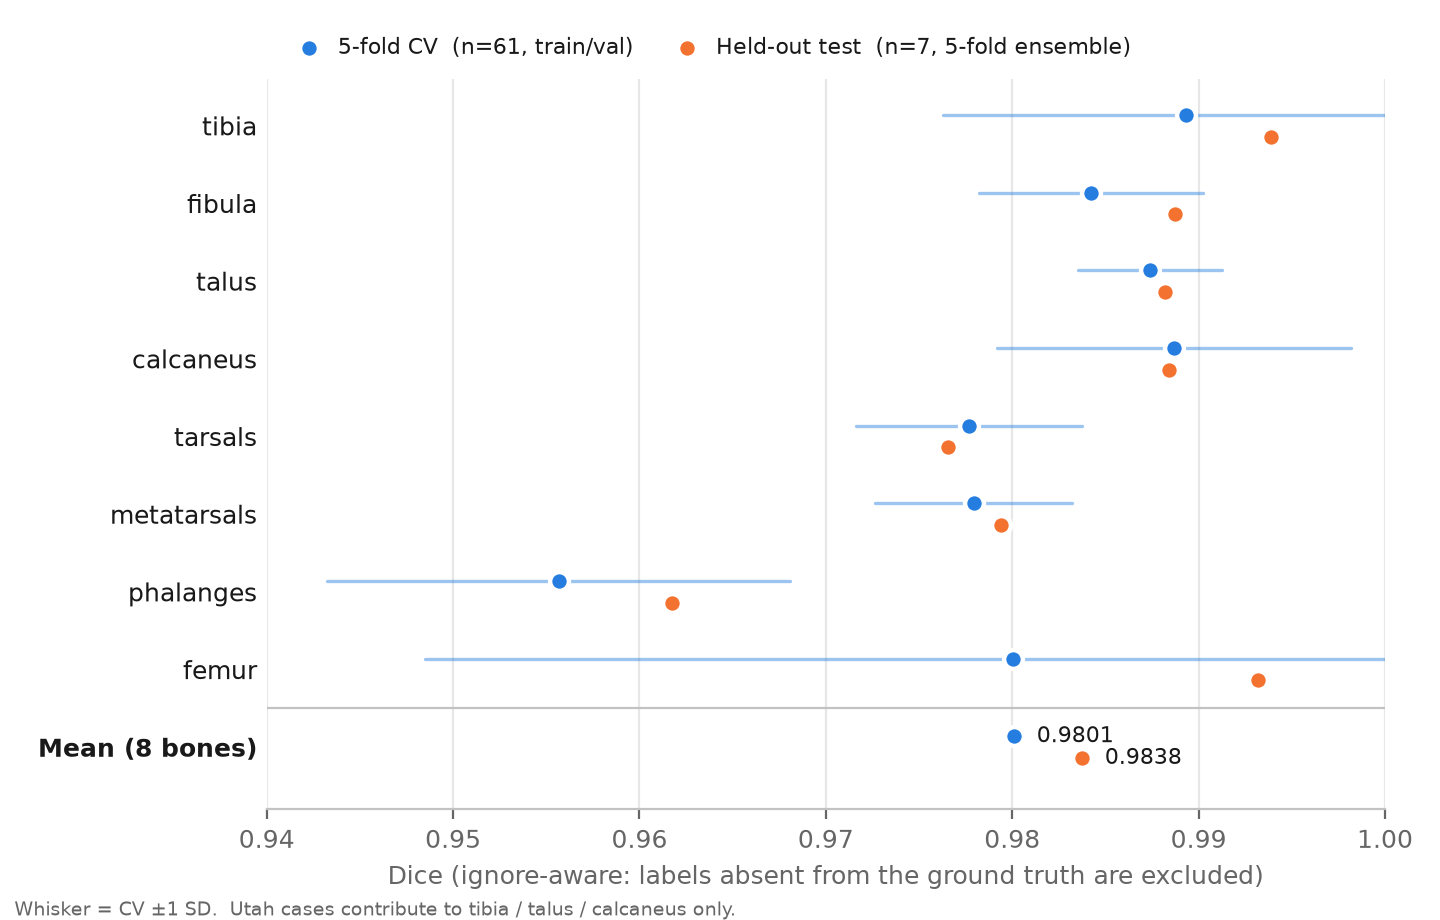 5-fold CV (n=61, train/val)
Held-out test (n=7, 5-fold ensemble)
tibia
fibula
talus
calcaneus
tarsals
metatarsals
phalanges
femur
Mean (8 bones)
0.9801
0.9838
0.94 0.95 0.96 0.97 0.98 0.99 1.00
Dice (ignore-aware: labels absent from the ground truth are excluded)
Whisker = CV ±1 SD. Utah cases contribute to tibia / talus / calcaneus only.